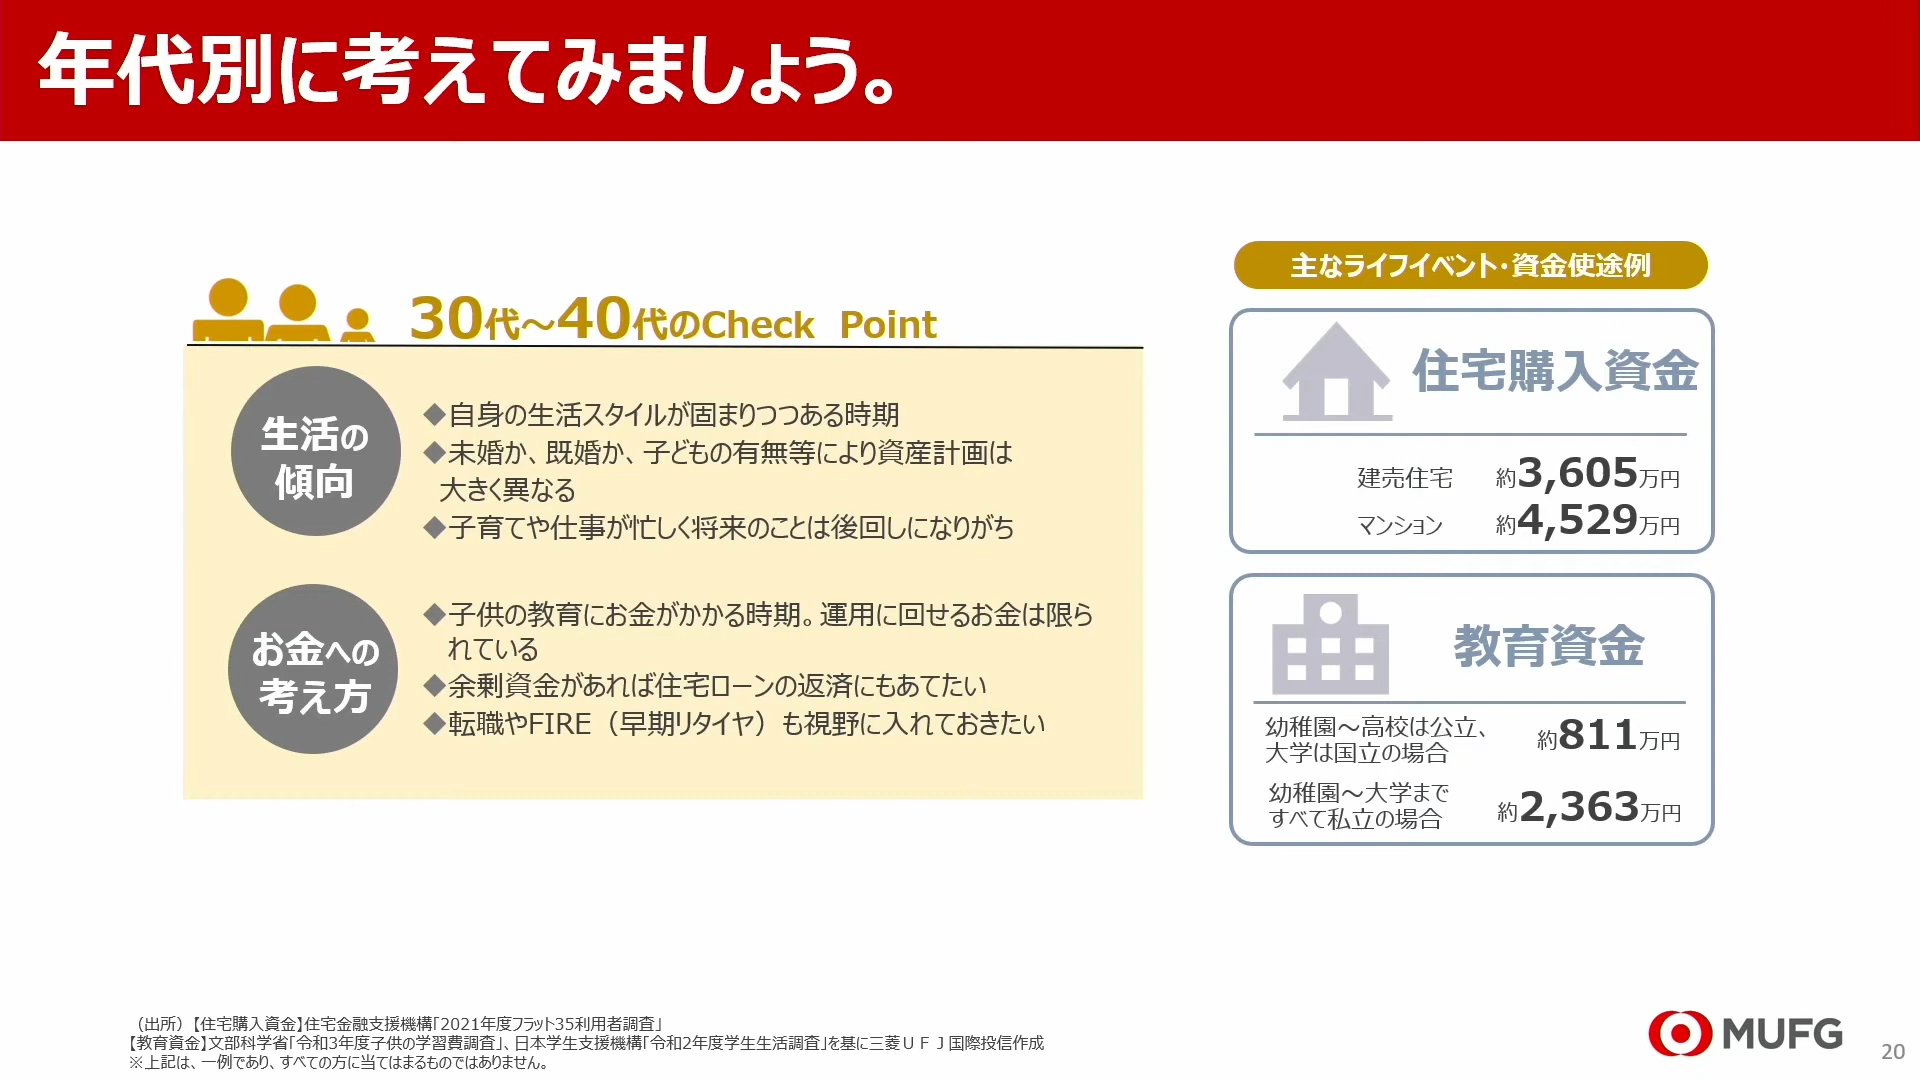 年代別に考えてみましょう。
30代～40代のCheck Point
生活の
傾向
◆自身の生活スタイルが固まりつつある時期
◆未婚か、既婚か、子どもの有無等により資産計画は
大きく異なる
◆子育てや仕事が忙しく将来のことは後回しになりがち
お金への
考え方
◆子供の教育にお金がかかる時期。運用に回せるお金は限ら
れている
◆余剰資金があれば住宅ローンの返済にもあてたい
◆転職やFIRE（早期リタイヤ）も視野に入れておきたい
主なライフイベント・資金使途例
住宅購入資金
建売住宅 約3,605万円
マンション 約4,529万円
教育資金
幼稚園～高校は公立、
大学は国立の場合 約811万円
幼稚園～大学まで
すべて私立の場合 約2,363万円
（出所）【住宅購入資金】住宅金融支援機構「2021年度フラット35利用者調査」
【教育資金】文部科学省「令和3年度子供の学習費調査」、日本学生支援機構「令和2年度学生生活調査」を基に三菱ＵＦＪ国際投信作成
※上記は、一例であり、すべての方に当てはまるものではありません。
MUFG
20